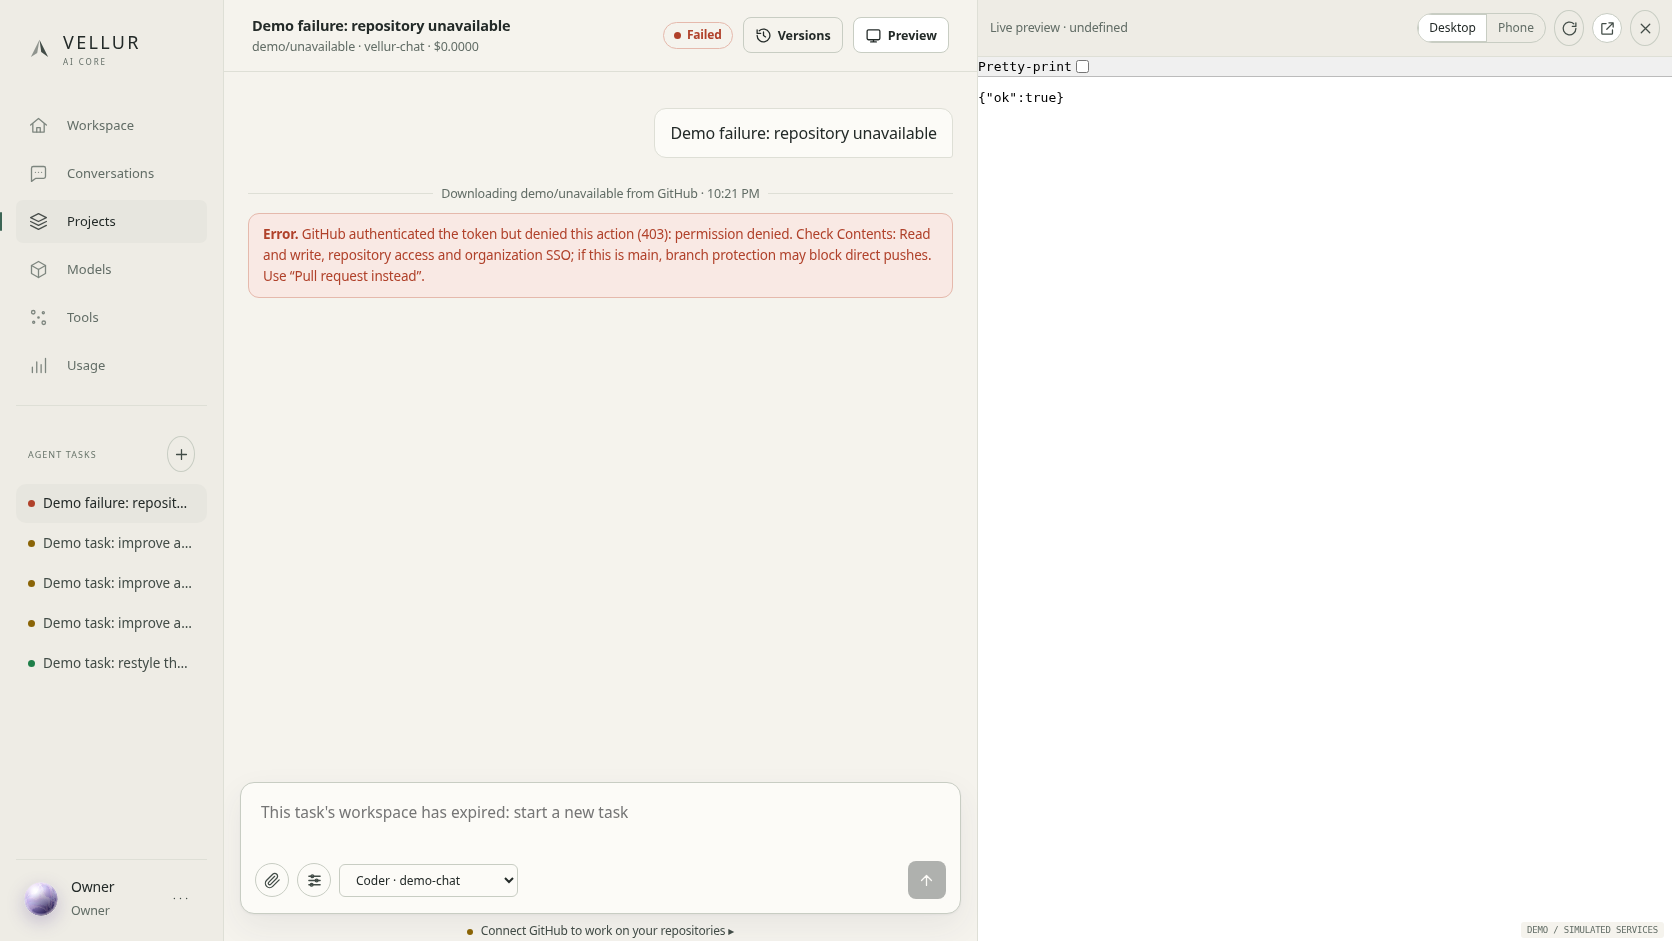 VELLUR
AI CORE
Workspace
Conversations
Projects
Models
Tools
Usage
AGENT TASKS
Demo failure: reposit...
Demo task: improve a...
Demo task: improve a...
Demo task: improve a...
Demo task: restyle th...
Owner
Owner
Demo failure: repository unavailable
demo/unavailable · vellur-chat · $0.0000
Failed
Versions
Preview
Demo failure: repository unavailable
Downloading demo/unavailable from GitHub · 10:21 PM
Error. GitHub authenticated the token but denied this action (403): permission denied. Check Contents: Read
and write, repository access and organization SSO; if this is main, branch protection may block direct pushes.
Use “Pull request instead”.
This task's workspace has expired: start a new task
Coder · demo-chat
Connect GitHub to work on your repositories ▸
Live preview · undefined
Desktop
Phone
Pretty-print
{"ok":true}
DEMO / SIMULATED SERVICES